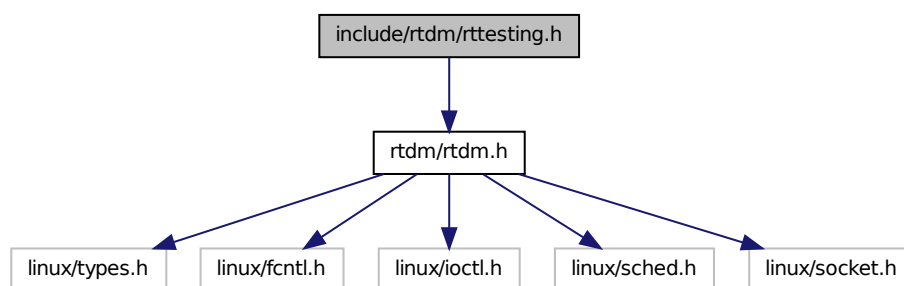 include/rtdm/rttesting.h
rtdm/rtdm.h
linux/types.h
linux/fcntl.h
linux/ioctl.h
linux/sched.h
linux/socket.h